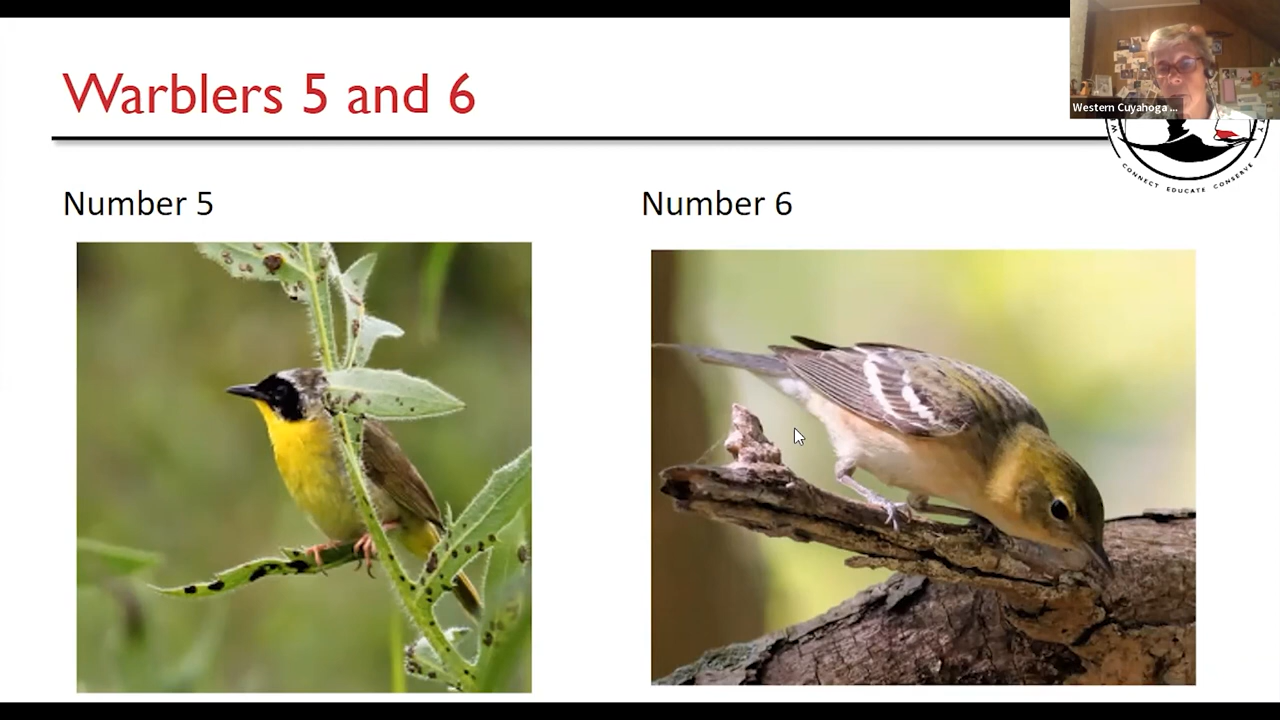 Warblers 5 and 6
Western Cuyahoga ...
CONNECT EDUCATE CONSERVE
Number 5
Number 6